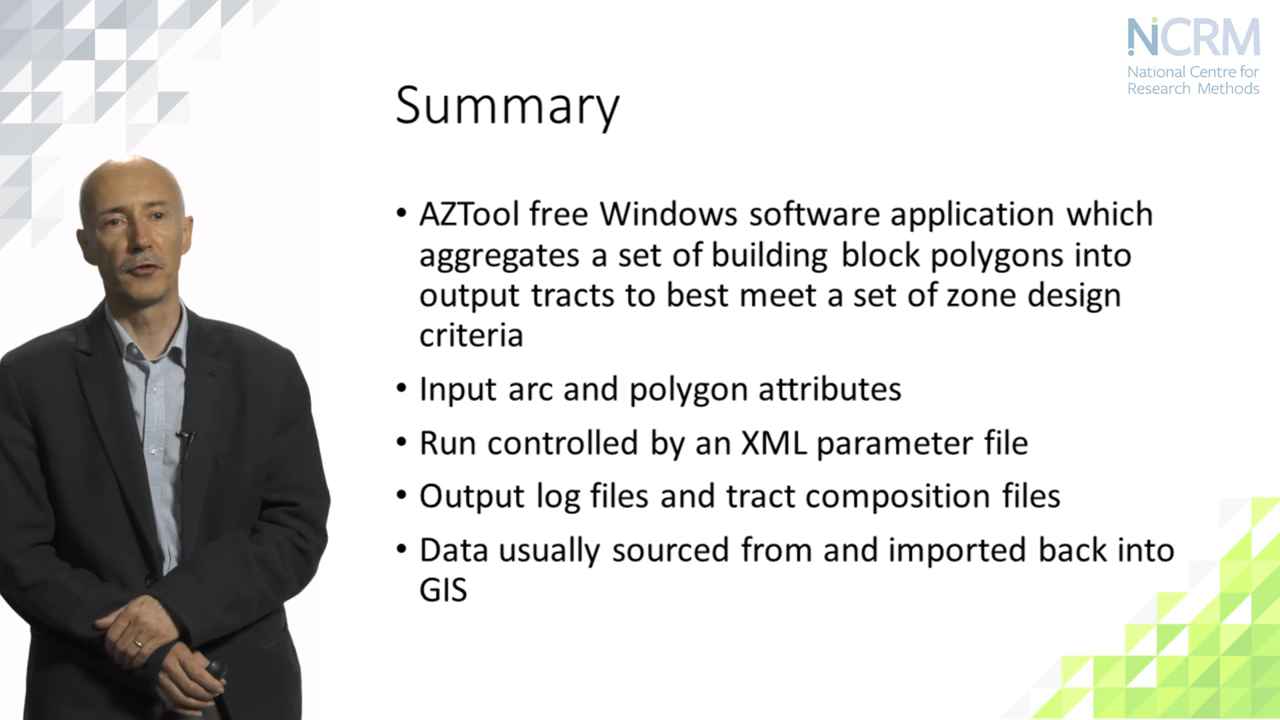 NCRM
National Centre for
Research Methods
Summary
• AZTool free Windows software application which
aggregates a set of building block polygons into
output tracts to best meet a set of zone design
criteria
• Input arc and polygon attributes
• Run controlled by an XML parameter file
• Output log files and tract composition files
• Data usually sourced from and imported back into
GIS